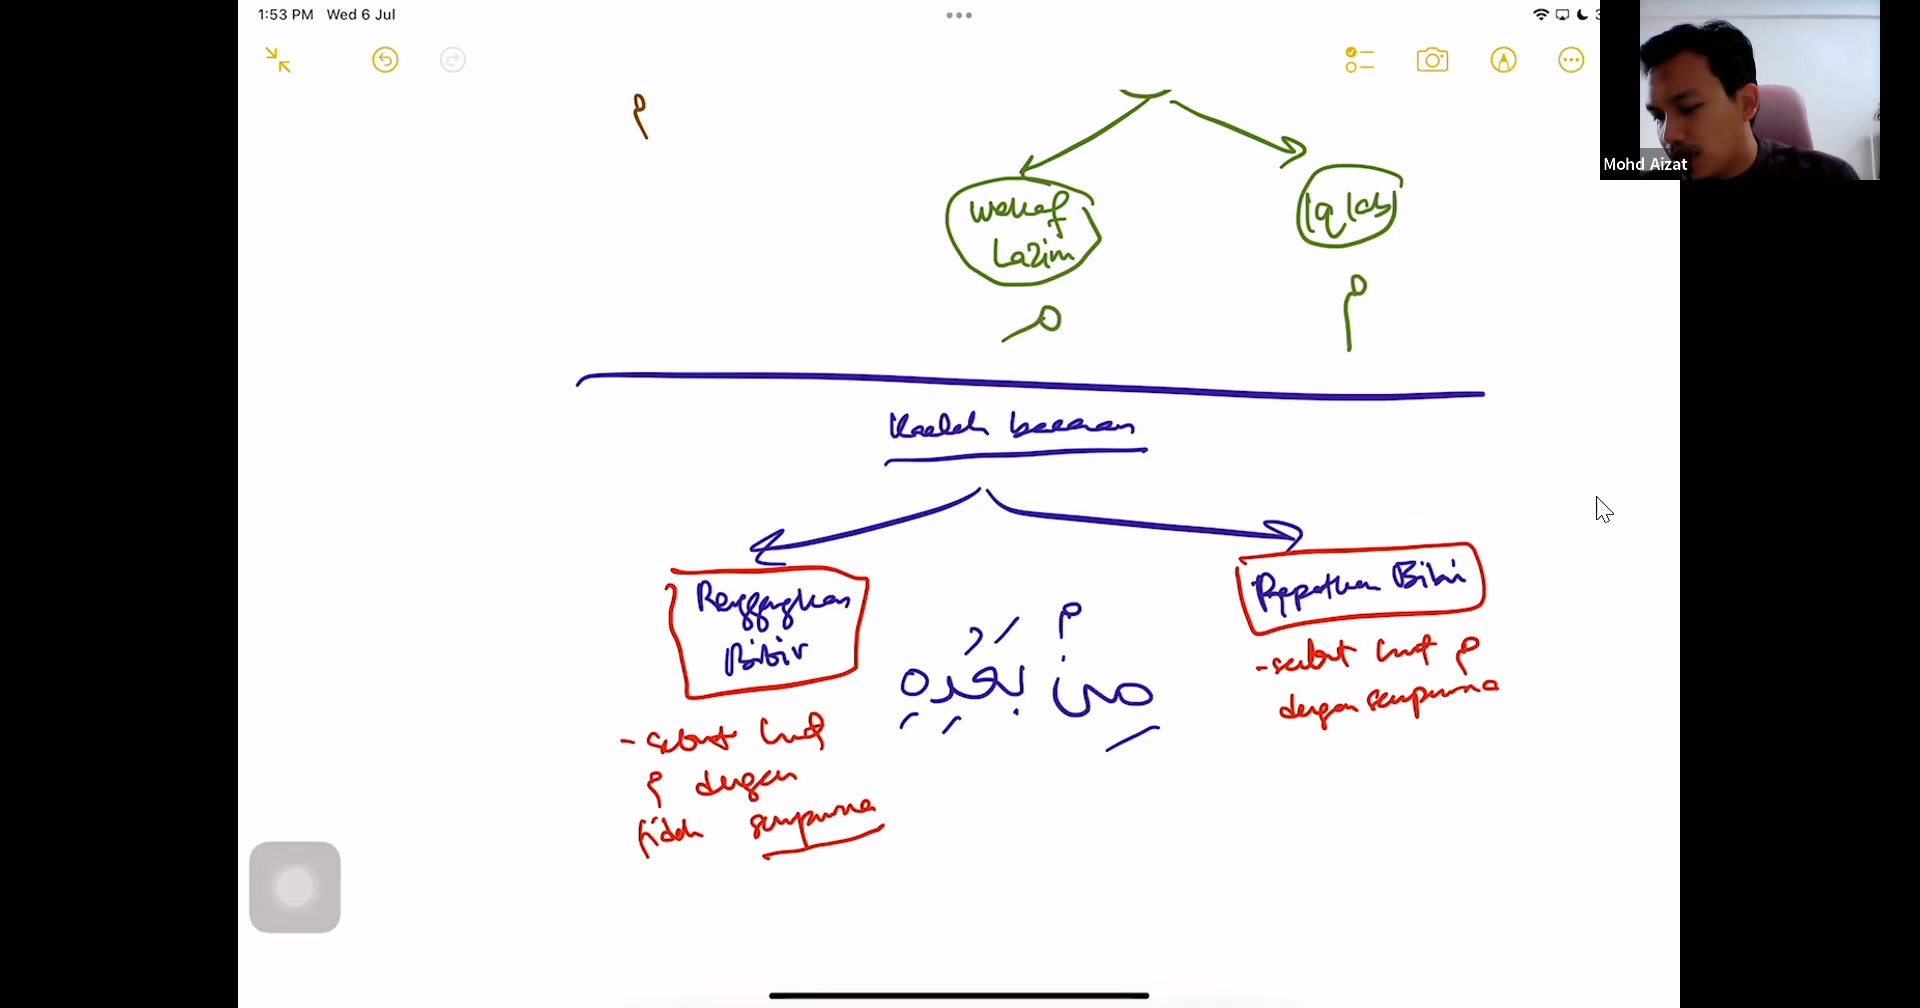 1:53 PM Wed 6 Jul
Mohd Aizat
م
Wakaf
Lazim
Iqlab
مـ
م
Kaedah bacaan
Renggangkan
Bibir
Rapatkan Bibir
م
مِنۢ بَعْدِهِ
- sebut huruf م
dengan sempurna
- sebut huruf
م dengan
tidak sempurna